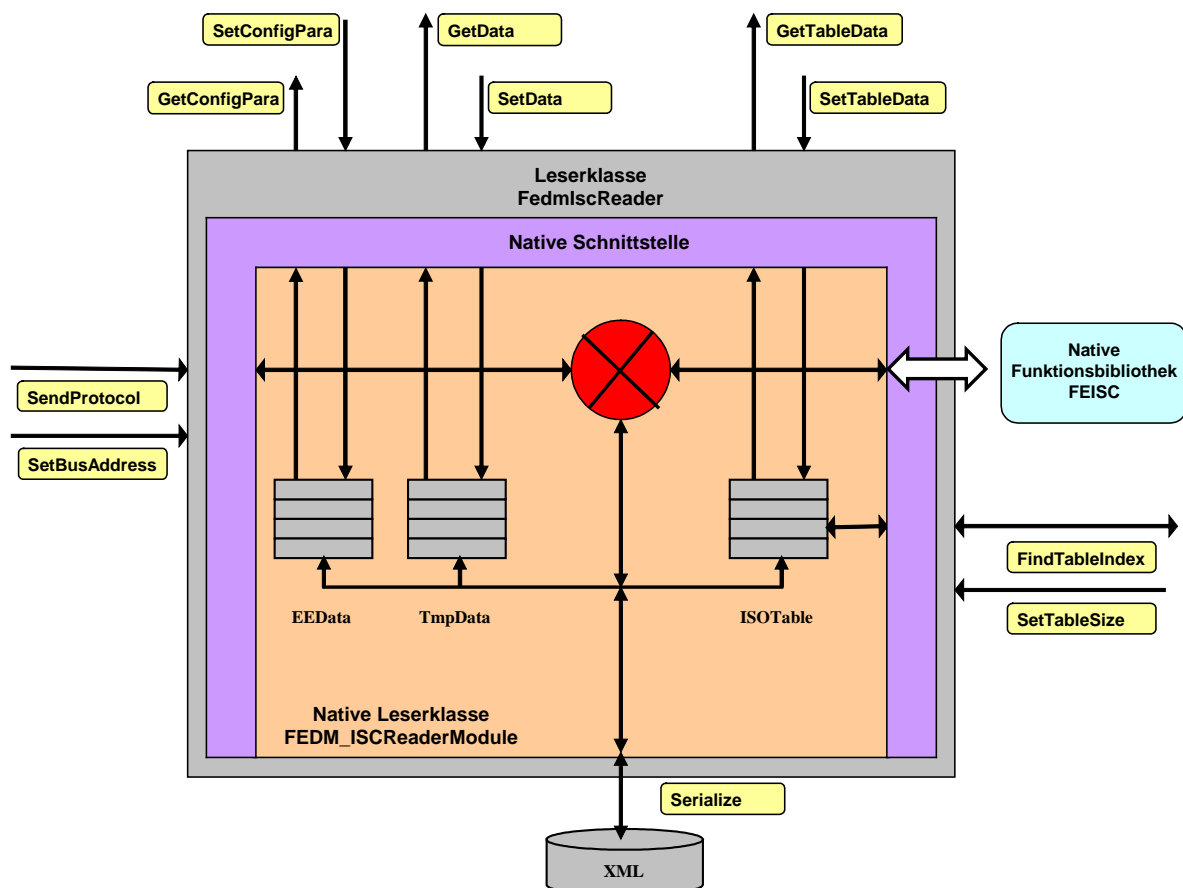 SetConfigPara
GetData
GetTableData
GetConfigPara
SetData
SetTableData
Leserklasse
FedmIscReader
Native Schnittstelle
Native
Funktionsbibliothek
FEISC
SendProtocol
SetBusAddress
FindTableIndex
SetTableSize
EEData
TmpData
ISOTable
Native Leserklasse
FEDM_ISCReaderModule
Serialize
XML